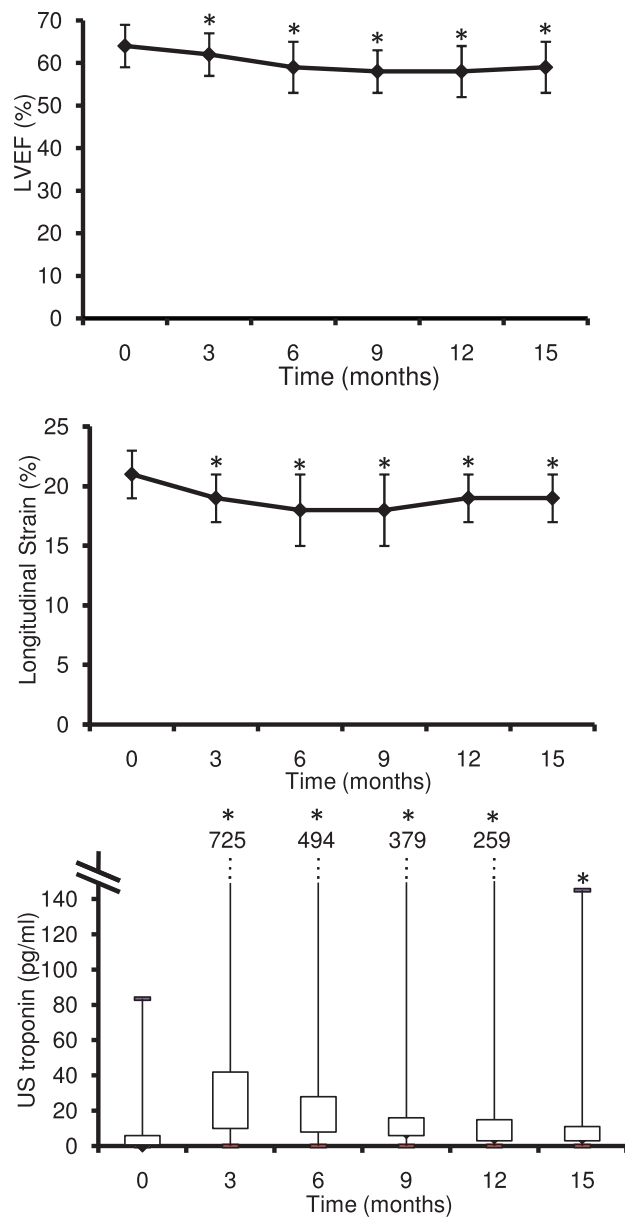 70
60
50
40
30
20
10
0
LVEF (%)
* * * * *
0 3 6 9 12 15
Time (months)
25
20
15
10
5
0
Longitudinal Strain (%)
* * * * *
0 3 6 9 12 15
Time (months)
* * * *
725 494 379 259
*
140
120
100
80
60
40
20
0
US troponin (pg/ml)
0 3 6 9 12 15
Time (months)